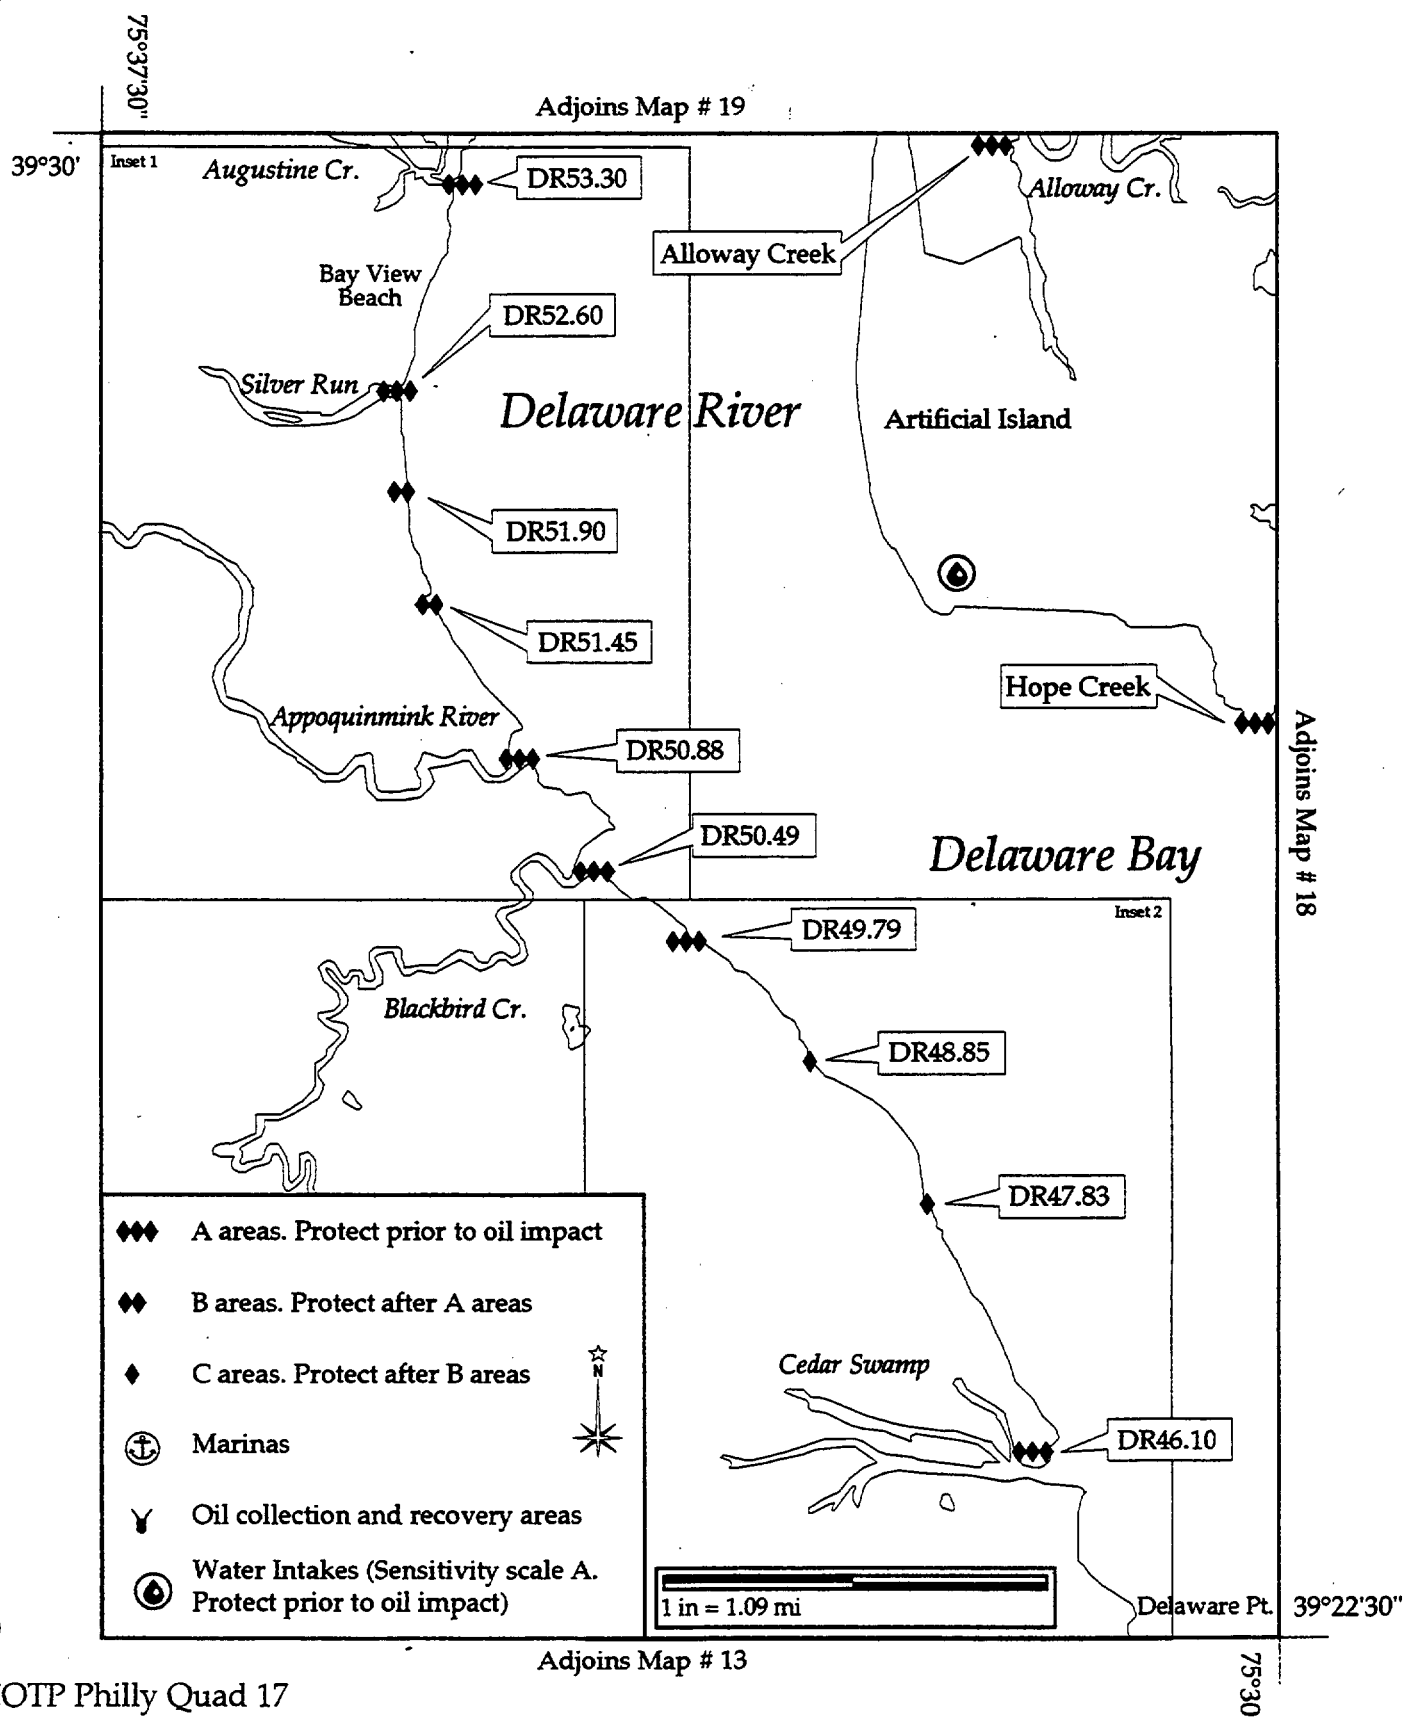 75°37'30"
Adjoins Map # 19
39°30'
Inset 1
Augustine Cr.
DR53.30
Alloway Cr.
Alloway Creek
Bay View
Beach
DR52.60
Silver Run
Delaware River
Artificial Island
DR51.90
DR51.45
Hope Creek
Appoquinmink River
DR50.88
Adjoins Map # 18
DR50.49
Delaware Bay
Inset 2
DR49.79
Blackbird Cr.
DR48.85
DR47.83
A areas. Protect prior to oil impact
B areas. Protect after A areas
C areas. Protect after B areas
N
Cedar Swamp
Marinas
DR46.10
Oil collection and recovery areas
Water Intakes (Sensitivity scale A.
Protect prior to oil impact)
1 in = 1.09 mi
Delaware Pt.
39°22'30"
Adjoins Map # 13
75°30
OTP Philly Quad 17